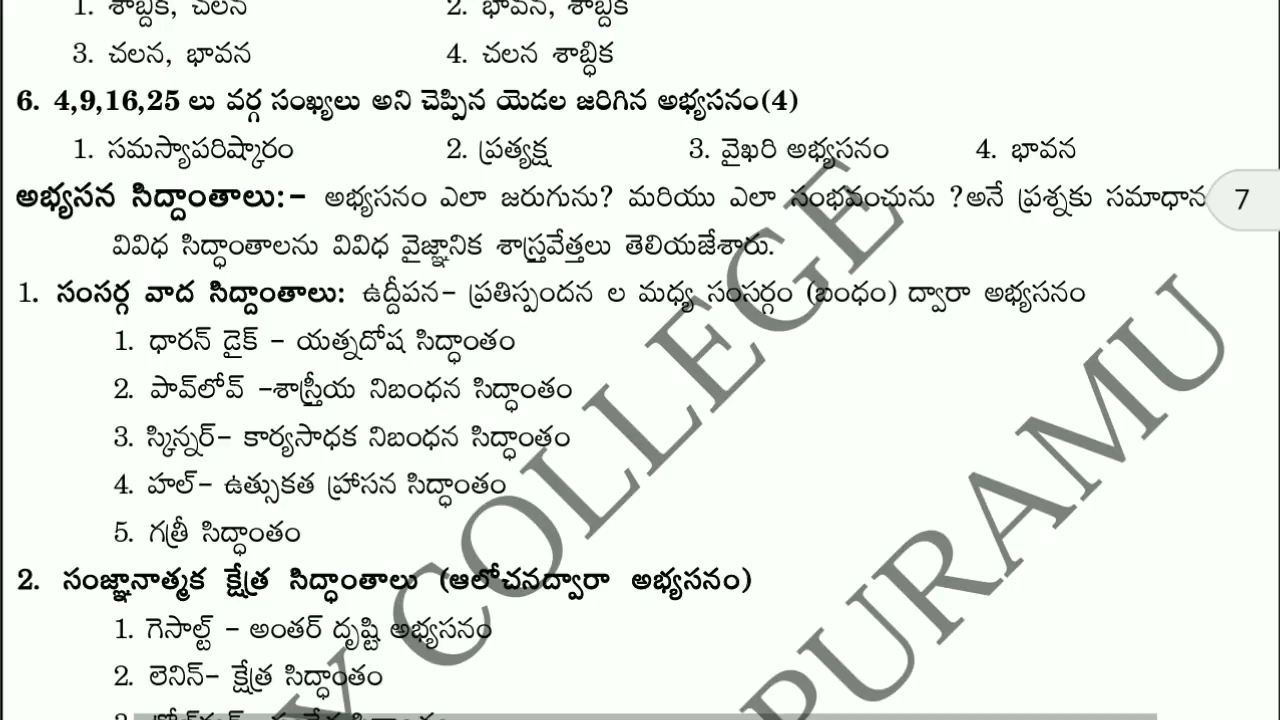 1. శాబ్దిక, చలన 2. భావన, శాబ్దిక
3. చలన, భావన 4. చలన శాబ్ధిక
6. 4,9,16,25 లు వర్గ సంఖ్యలు అని చెప్పిన యెడల జరిగిన అభ్యసనం(4)
1. సమస్యాపరిష్కారం 2. ప్రత్యక్ష 3. వైఖరి అభ్యసనం 4. భావన
అభ్యసన సిద్దాంతాలు:- అభ్యసనం ఎలా జరుగును? మరియు ఎలా సంభవంచును ?అనే ప్రశ్నకు సమాధాన
7
వివిధ సిద్ధాంతాలను వివిధ వైజ్ఞానిక శాస్త్రవేత్తలు తెలియజేశారు.
1. సంసర్గ వాద సిద్దాంతాలు: ఉద్దీపన- ప్రతిస్పందన ల మధ్య సంసర్గం (బంధం) ద్వారా అభ్యసనం
1. ధారన్ డైక్ - యత్నదోష సిద్ధాంతం
2. పావ్‌లోవ్ -శాస్త్రీయ నిబంధన సిద్ధాంతం
3. స్కిన్నర్- కార్యసాధక నిబంధన సిద్ధాంతం
4. హల్- ఉత్సుకత హ్రాసన సిద్ధాంతం
5. గత్రీ సిద్ధాంతం
2. సంజ్ఞానాత్మక క్షేత్ర సిద్ధాంతాలు (ఆలోచనద్వారా అభ్యసనం)
1. గెసాల్ట్ - అంతర్ దృష్టి అభ్యసనం
2. లెనిన్- క్షేత్ర సిద్ధాంతం
Y COLLEGE
PURAMU